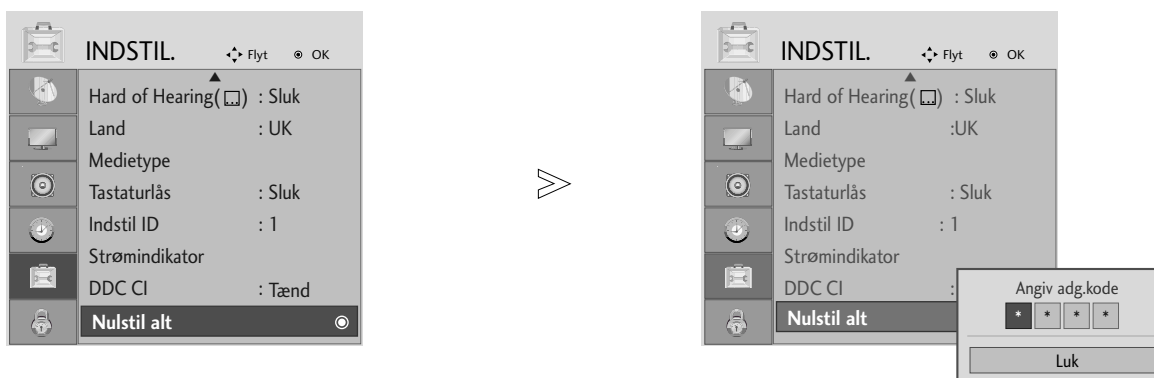 INDSTIL. Flyt OK
Hard of Hearing( ) : Sluk
Land : UK
Medietype
Tastaturlås : Sluk
Indstil ID : 1
Strømindikator
DDC CI : Tænd
Nulstil alt
INDSTIL. Flyt OK
Hard of Hearing( ) : Sluk
Land :UK
Medietype
Tastaturlås : Sluk
Indstil ID : 1
Strømindikator
DDC CI :
Nulstil alt
Angiv adg.kode
* * * *
Luk